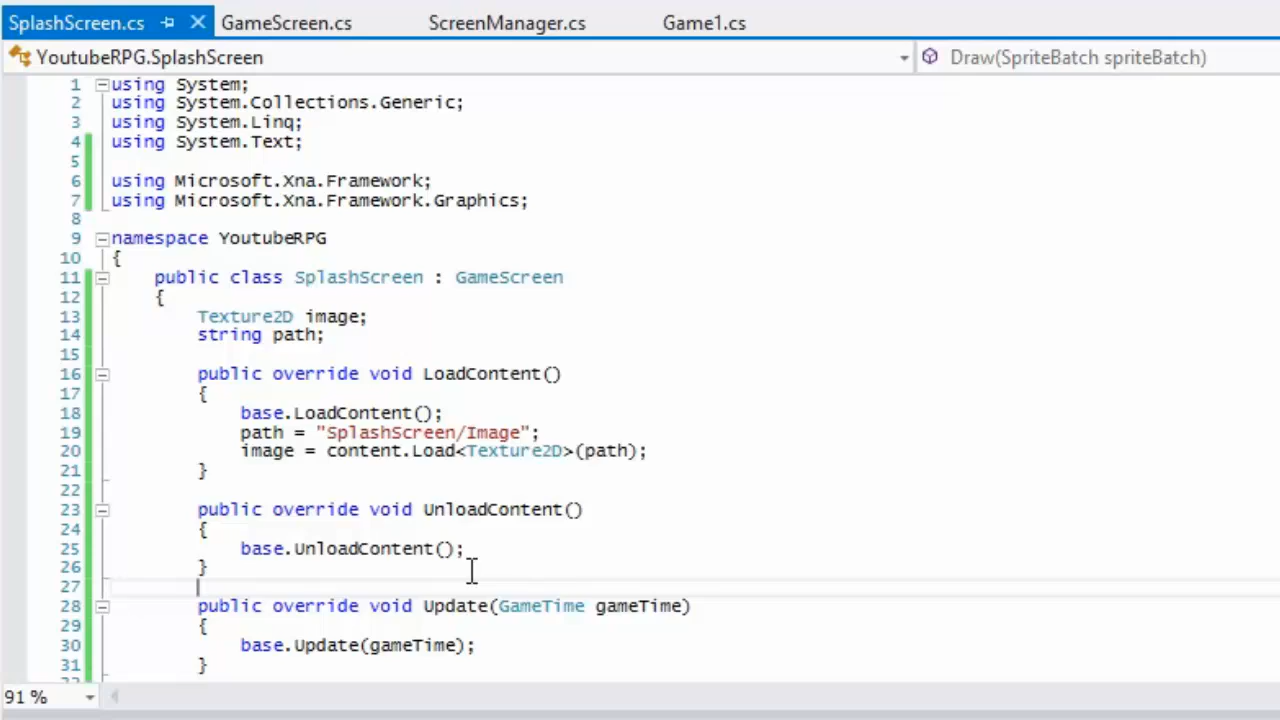 SplashScreen.cs GameScreen.cs ScreenManager.cs Game1.cs
YoutubeRPG.SplashScreen Draw(SpriteBatch spriteBatch)
1 using System;
2 using System.Collections.Generic;
3 using System.Linq;
4 using System.Text;
5
6 using Microsoft.Xna.Framework;
7 using Microsoft.Xna.Framework.Graphics;
8
9 namespace YoutubeRPG
10 {
11 public class SplashScreen : GameScreen
12 {
13 Texture2D image;
14 string path;
15
16 public override void LoadContent()
17 {
18 base.LoadContent();
19 path = "SplashScreen/Image";
20 image = content.Load<Texture2D>(path);
21 }
22
23 public override void UnloadContent()
24 {
25 base.UnloadContent();
26 }
27
28 public override void Update(GameTime gameTime)
29 {
30 base.Update(gameTime);
31 }
91 %